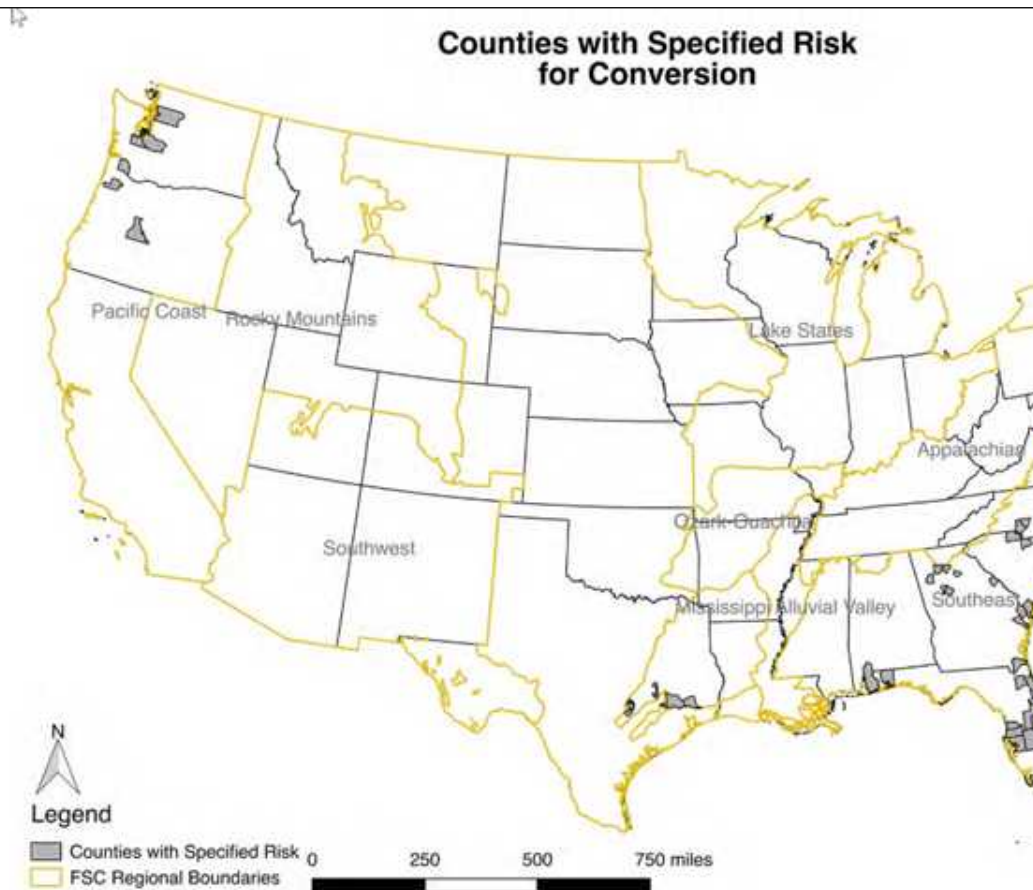 Counties with Specified Risk
for Conversion
Pacific Coast
Rocky Mountains
Lake States
Appalachian
Ozark-Ouachita
Southwest
Mississippi Alluvial Valley
Southeast
N
Legend
Counties with Specified Risk
FSC Regional Boundaries
0 250 500 750 miles